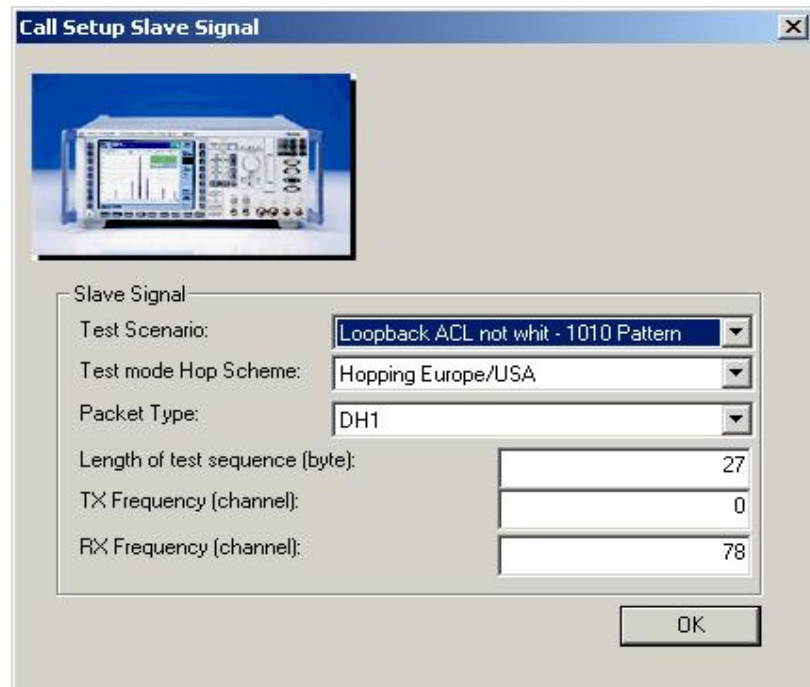 Call Setup Slave Signal
Slave Signal
Test Scenario: Loopback ACL not whit - 1010 Pattern
Test mode Hop Scheme: Hopping Europe/USA
Packet Type: DH1
Length of test sequence (byte): 27
TX Frequency (channel): 0
RX Frequency (channel): 78
OK